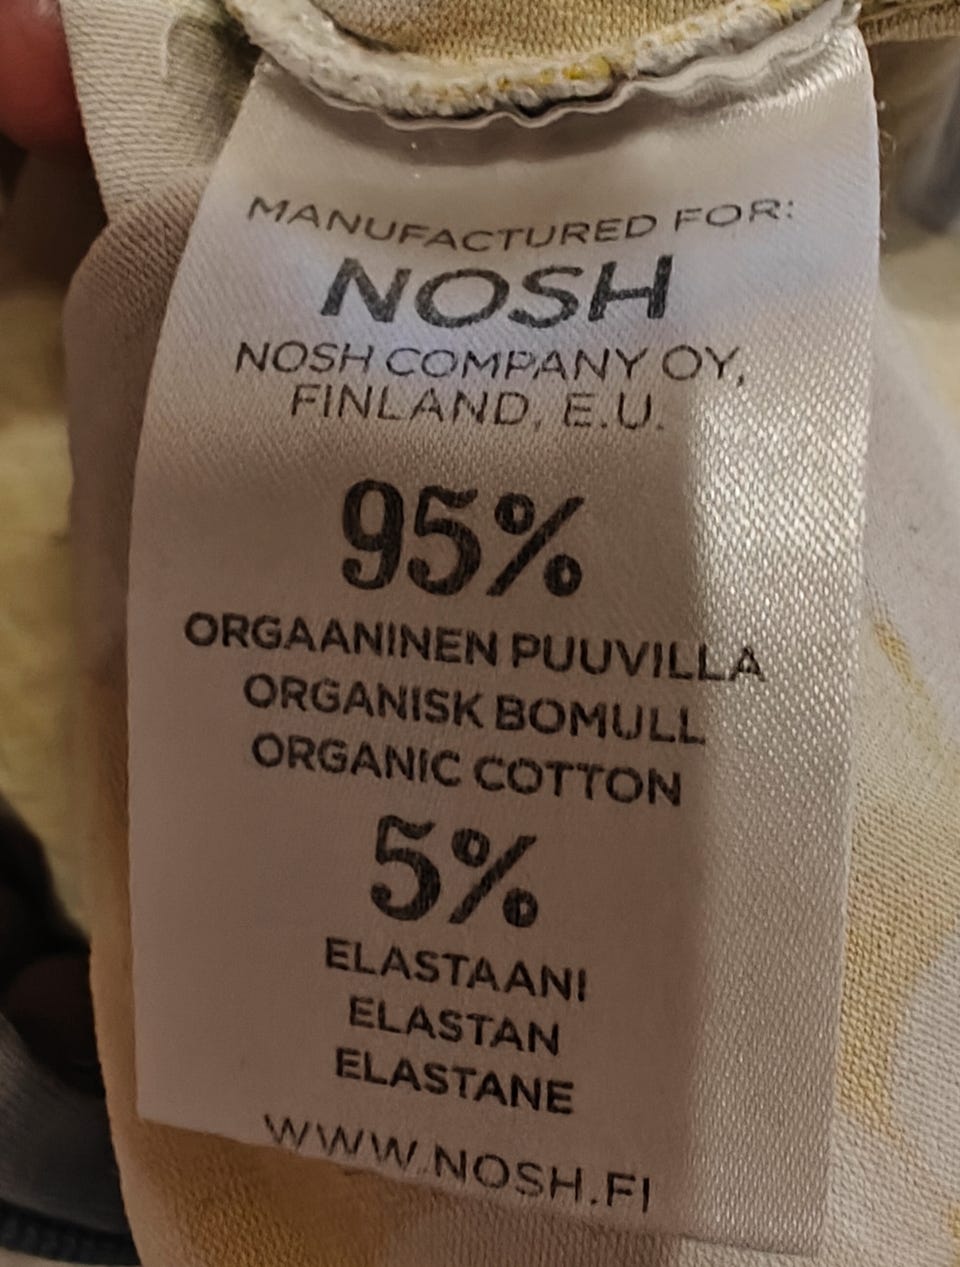 MANUFACTURED FOR:
NOSH
NOSH COMPANY OY,
FINLAND, E.U.
95%
ORGAANINEN PUUVILLA
ORGANISK BOMULL
ORGANIC COTTON
5%
ELASTAANI
ELASTAN
ELASTANE
WWW.NOSH.FI